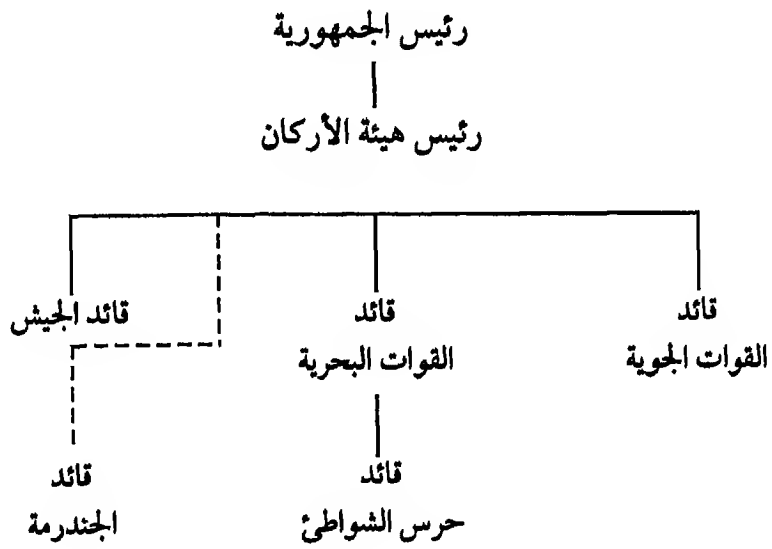 رئيس الجمهورية
رئيس هيئة الأركان
قائد
القوات الجوية
قائد
القوات البحرية
قائد الجيش
قائد
حرس الشواطئ
قائد
الجندرمة